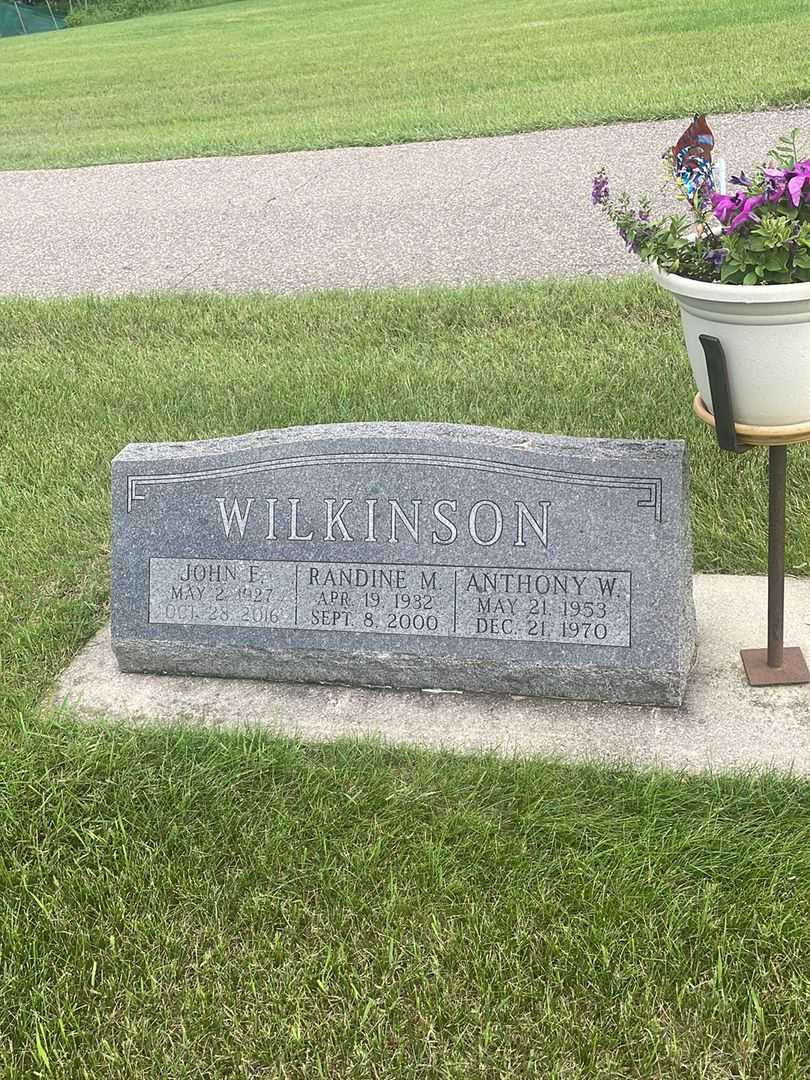 WILKINSON
JOHN E.
MAY 2, 1927
OCT. 28, 2016
RANDINE M.
APR. 19, 1932
SEPT. 8, 2000
ANTHONY W.
MAY 21, 1953
DEC. 21, 1970